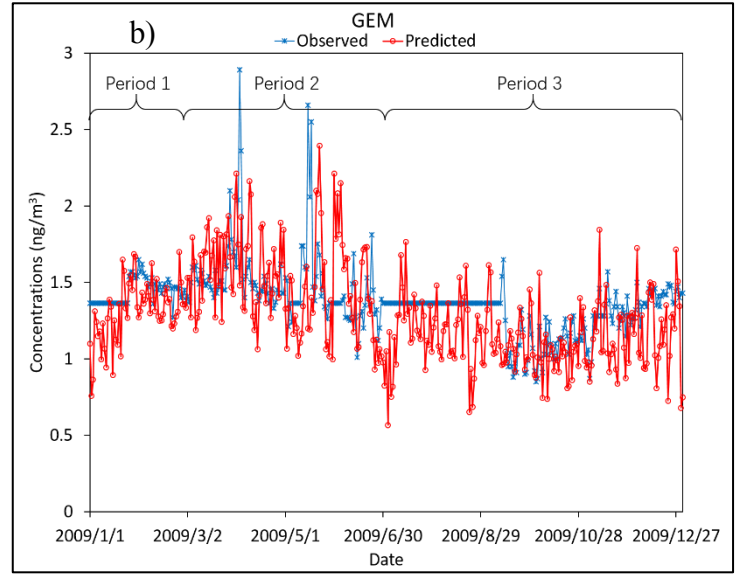 b)
GEM
Observed Predicted
Period 1 Period 2 Period 3
Concentrations (ng/m³)
3
2.5
2
1.5
1
0.5
0
2009/1/1 2009/3/2 2009/5/1 2009/6/30 2009/8/29 2009/10/28 2009/12/27
Date